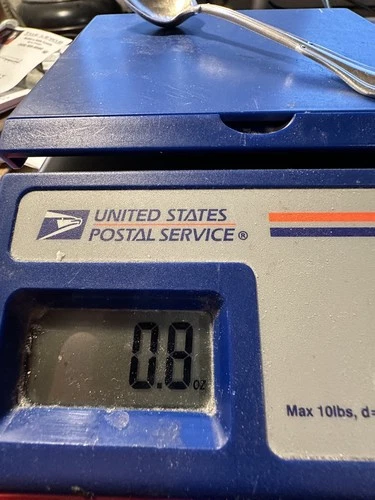 UNITED STATES
POSTAL SERVICE®
0.8 oz
Max 10lbs, d=